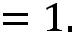 = 1.